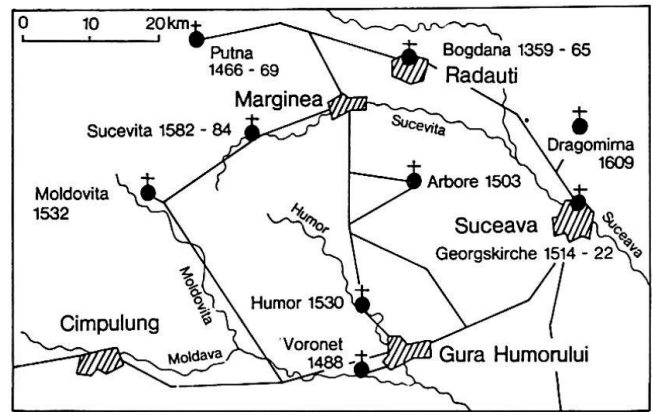 0 10 20 km
Putna
1466 - 69
Bogdana 1359 - 65
Radauti
Marginea
Sucevita 1582 - 84
Sucevita
Dragomirna
1609
Moldovita
1532
Arbore 1503
Humor
Suceava
Suceava
Georgskirche 1514 - 22
Moldovita
Humor 1530
Cimpulung
Voronet
1488
Moldava
Gura Humorului